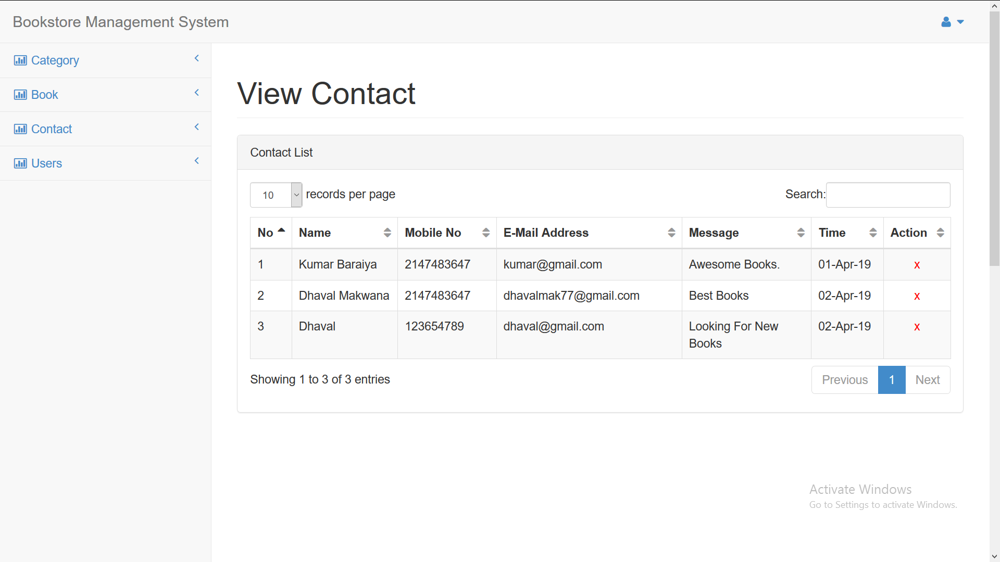 Bookstore Management System
Category
Book
Contact
Users
View Contact
Contact List
10 records per page Search:
No Name Mobile No E-Mail Address Message Time Action
1 Kumar Baraiya 2147483647 kumar@gmail.com Awesome Books. 01-Apr-19 x
2 Dhaval Makwana 2147483647 dhavalmak77@gmail.com Best Books 02-Apr-19 x
3 Dhaval 123654789 dhaval@gmail.com Looking For New 02-Apr-19 x
Books
Showing 1 to 3 of 3 entries Previous 1 Next
Activate Windows
Go to Settings to activate Windows.